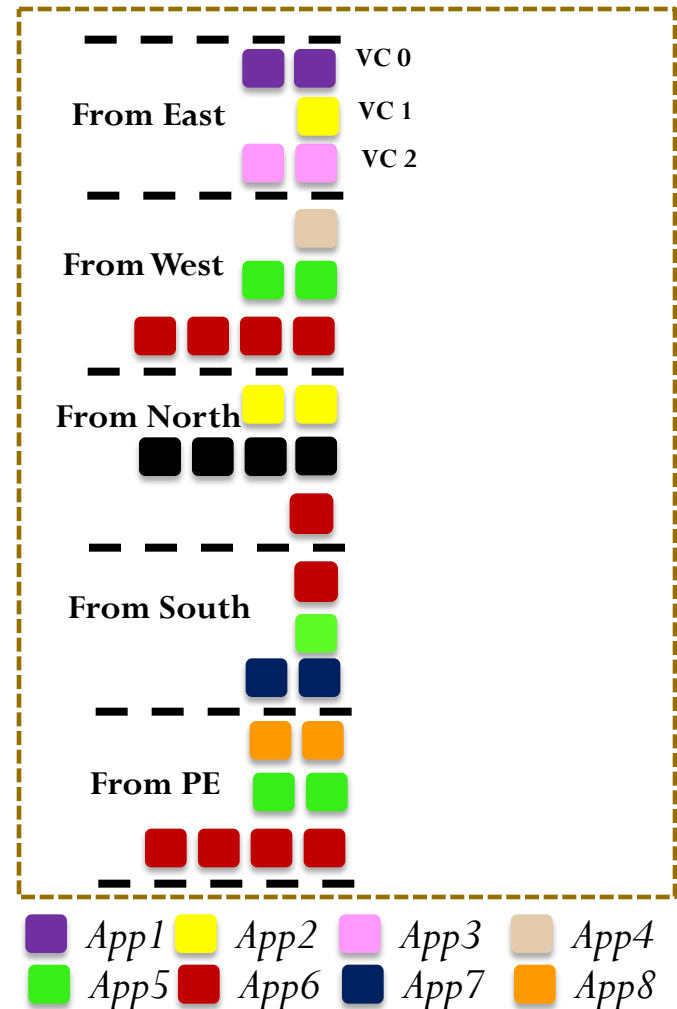 VC 0
From East
VC 1
VC 2
From West
From North
From South
From PE
App1 App2 App3 App4
App5 App6 App7 App8